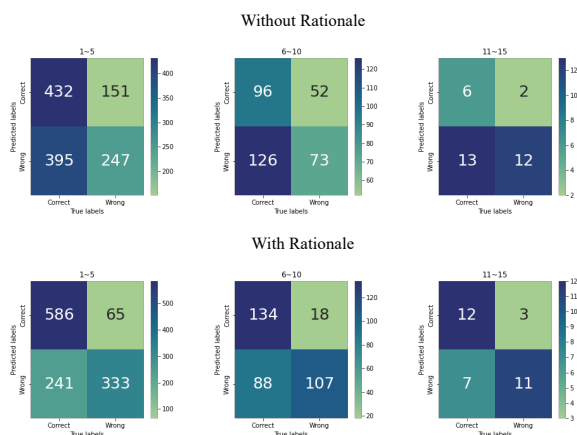 Without Rationale
1~5
6~10
11~15
Predicted labels
Correct
Wrong
432
151
395
247
Correct
Wrong
True labels
400
350
300
250
200
Predicted labels
Correct
Wrong
96
52
126
73
Correct
Wrong
True labels
120
110
100
90
80
70
60
Predicted labels
Correct
Wrong
6
2
13
12
Correct
Wrong
True labels
12
10
8
6
4
2
With Rationale
1~5
6~10
11~15
Predicted labels
Correct
Wrong
586
65
241
333
Correct
Wrong
True labels
500
400
300
200
100
Predicted labels
Correct
Wrong
134
18
88
107
Correct
Wrong
True labels
120
100
80
60
40
20
Predicted labels
Correct
Wrong
12
3
7
11
Correct
Wrong
True labels
12
11
10
9
8
7
6
5
4
3